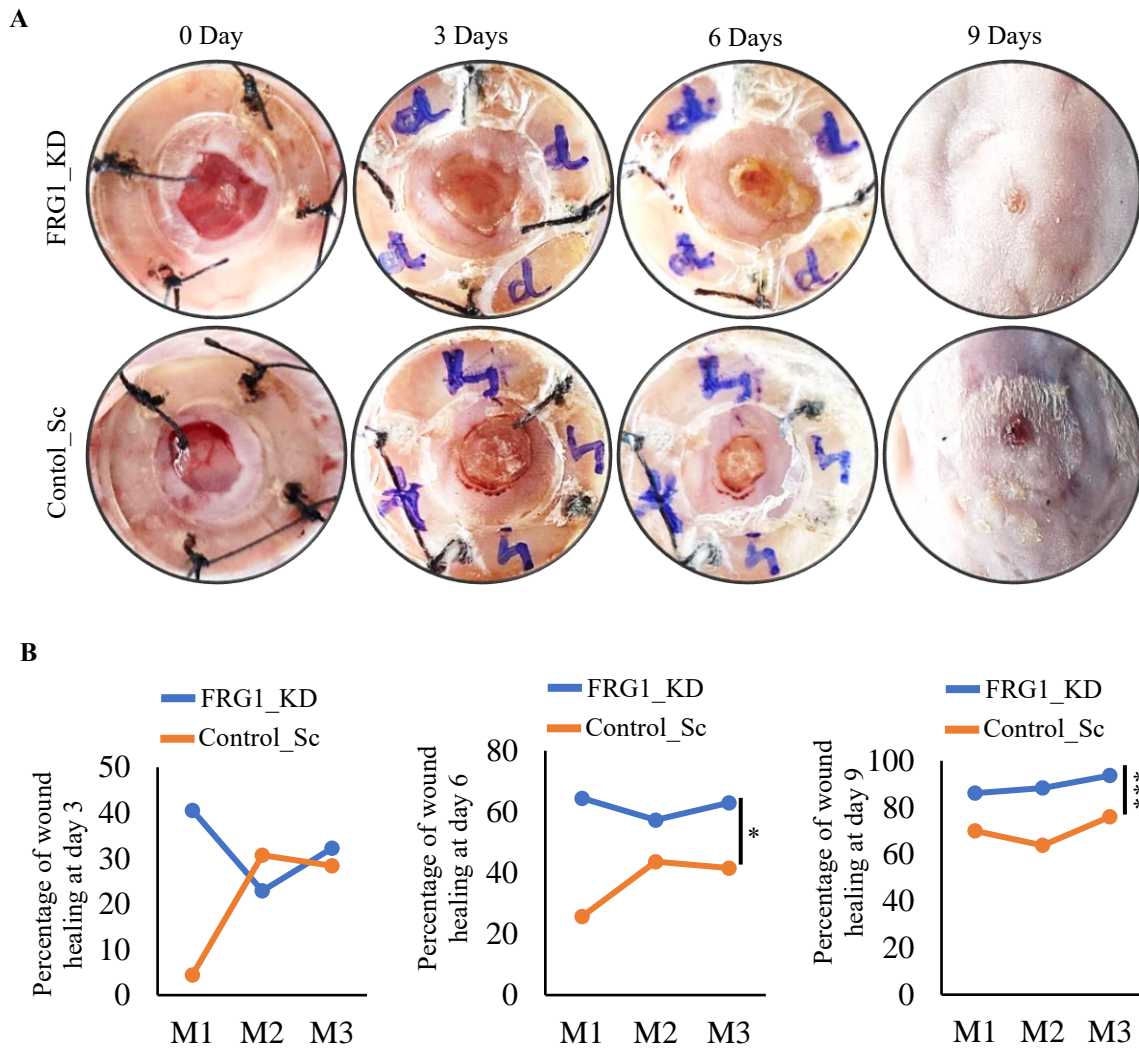 A
0 Day
3 Days
6 Days
9 Days
FRG1_KD
d
d
d
d
d
d
d
d
Contol_Sc
B
FRG1_KD
Control_Sc
Percentage of wound
healing at day 3
50
40
30
20
10
0
M1 M2 M3
FRG1_KD
Control_Sc
Percentage of wound
healing at day 6
80
60
40
20
0
*
M1 M2 M3
FRG1_KD
Control_Sc
Percentage of wound
healing at day 9
100
80
60
40
20
0
***
M1 M2 M3